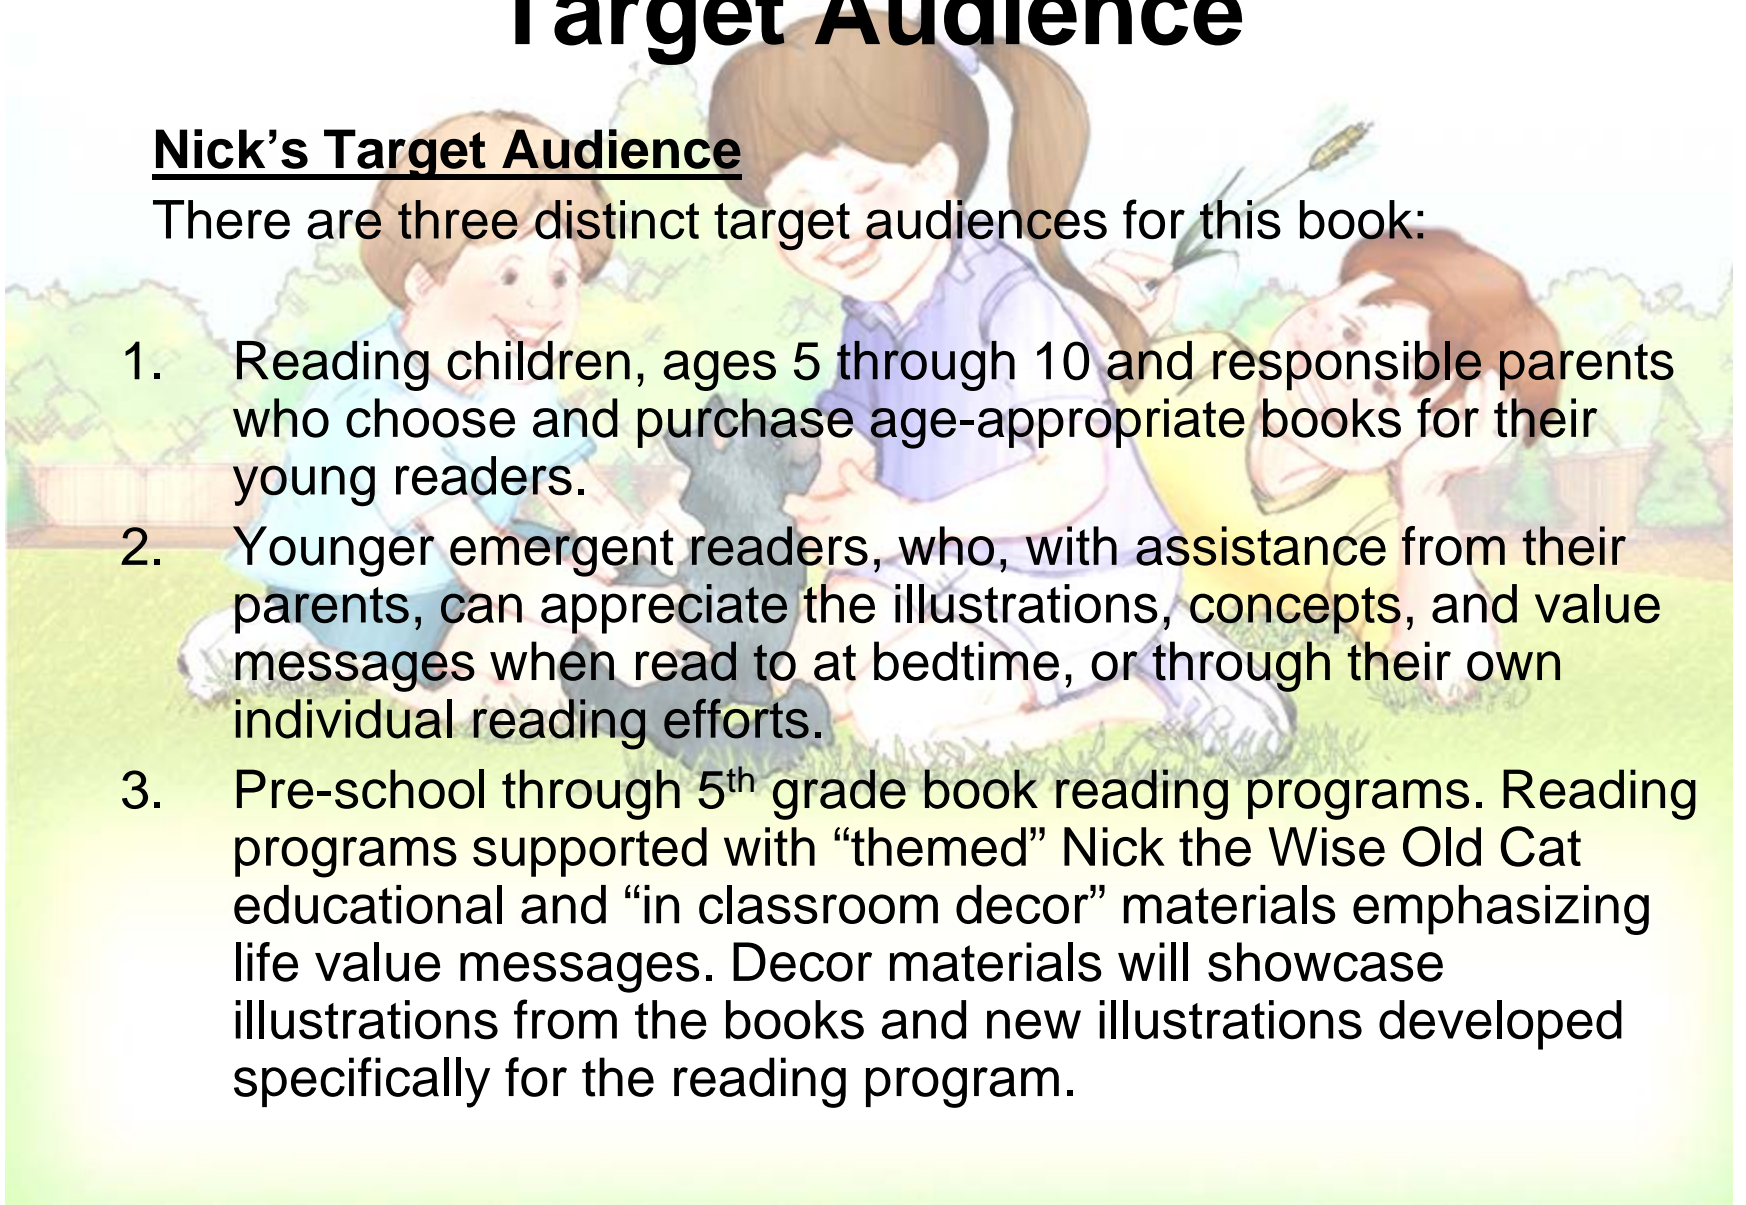 Target Audience
Nick’s Target Audience
There are three distinct target audiences for this book:
1. Reading children, ages 5 through 10 and responsible parents
who choose and purchase age-appropriate books for their
young readers.
2. Younger emergent readers, who, with assistance from their
parents, can appreciate the illustrations, concepts, and value
messages when read to at bedtime, or through their own
individual reading efforts.
3. Pre-school through 5th grade book reading programs. Reading
programs supported with “themed” Nick the Wise Old Cat
educational and “in classroom decor” materials emphasizing
life value messages. Decor materials will showcase
illustrations from the books and new illustrations developed
specifically for the reading program.